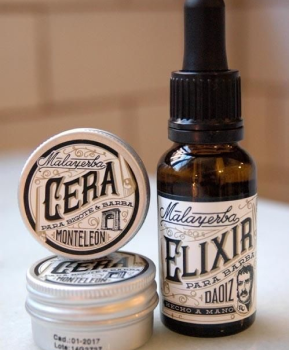 Malayerba
CERA
PARA BIGOTE & BARBA
MONTELEON
CERA
MONTELEON
Cad.: 01-2017
Malayerba
ELIXIR
PARA BARBA
DAOIZ
HECHO A MANO